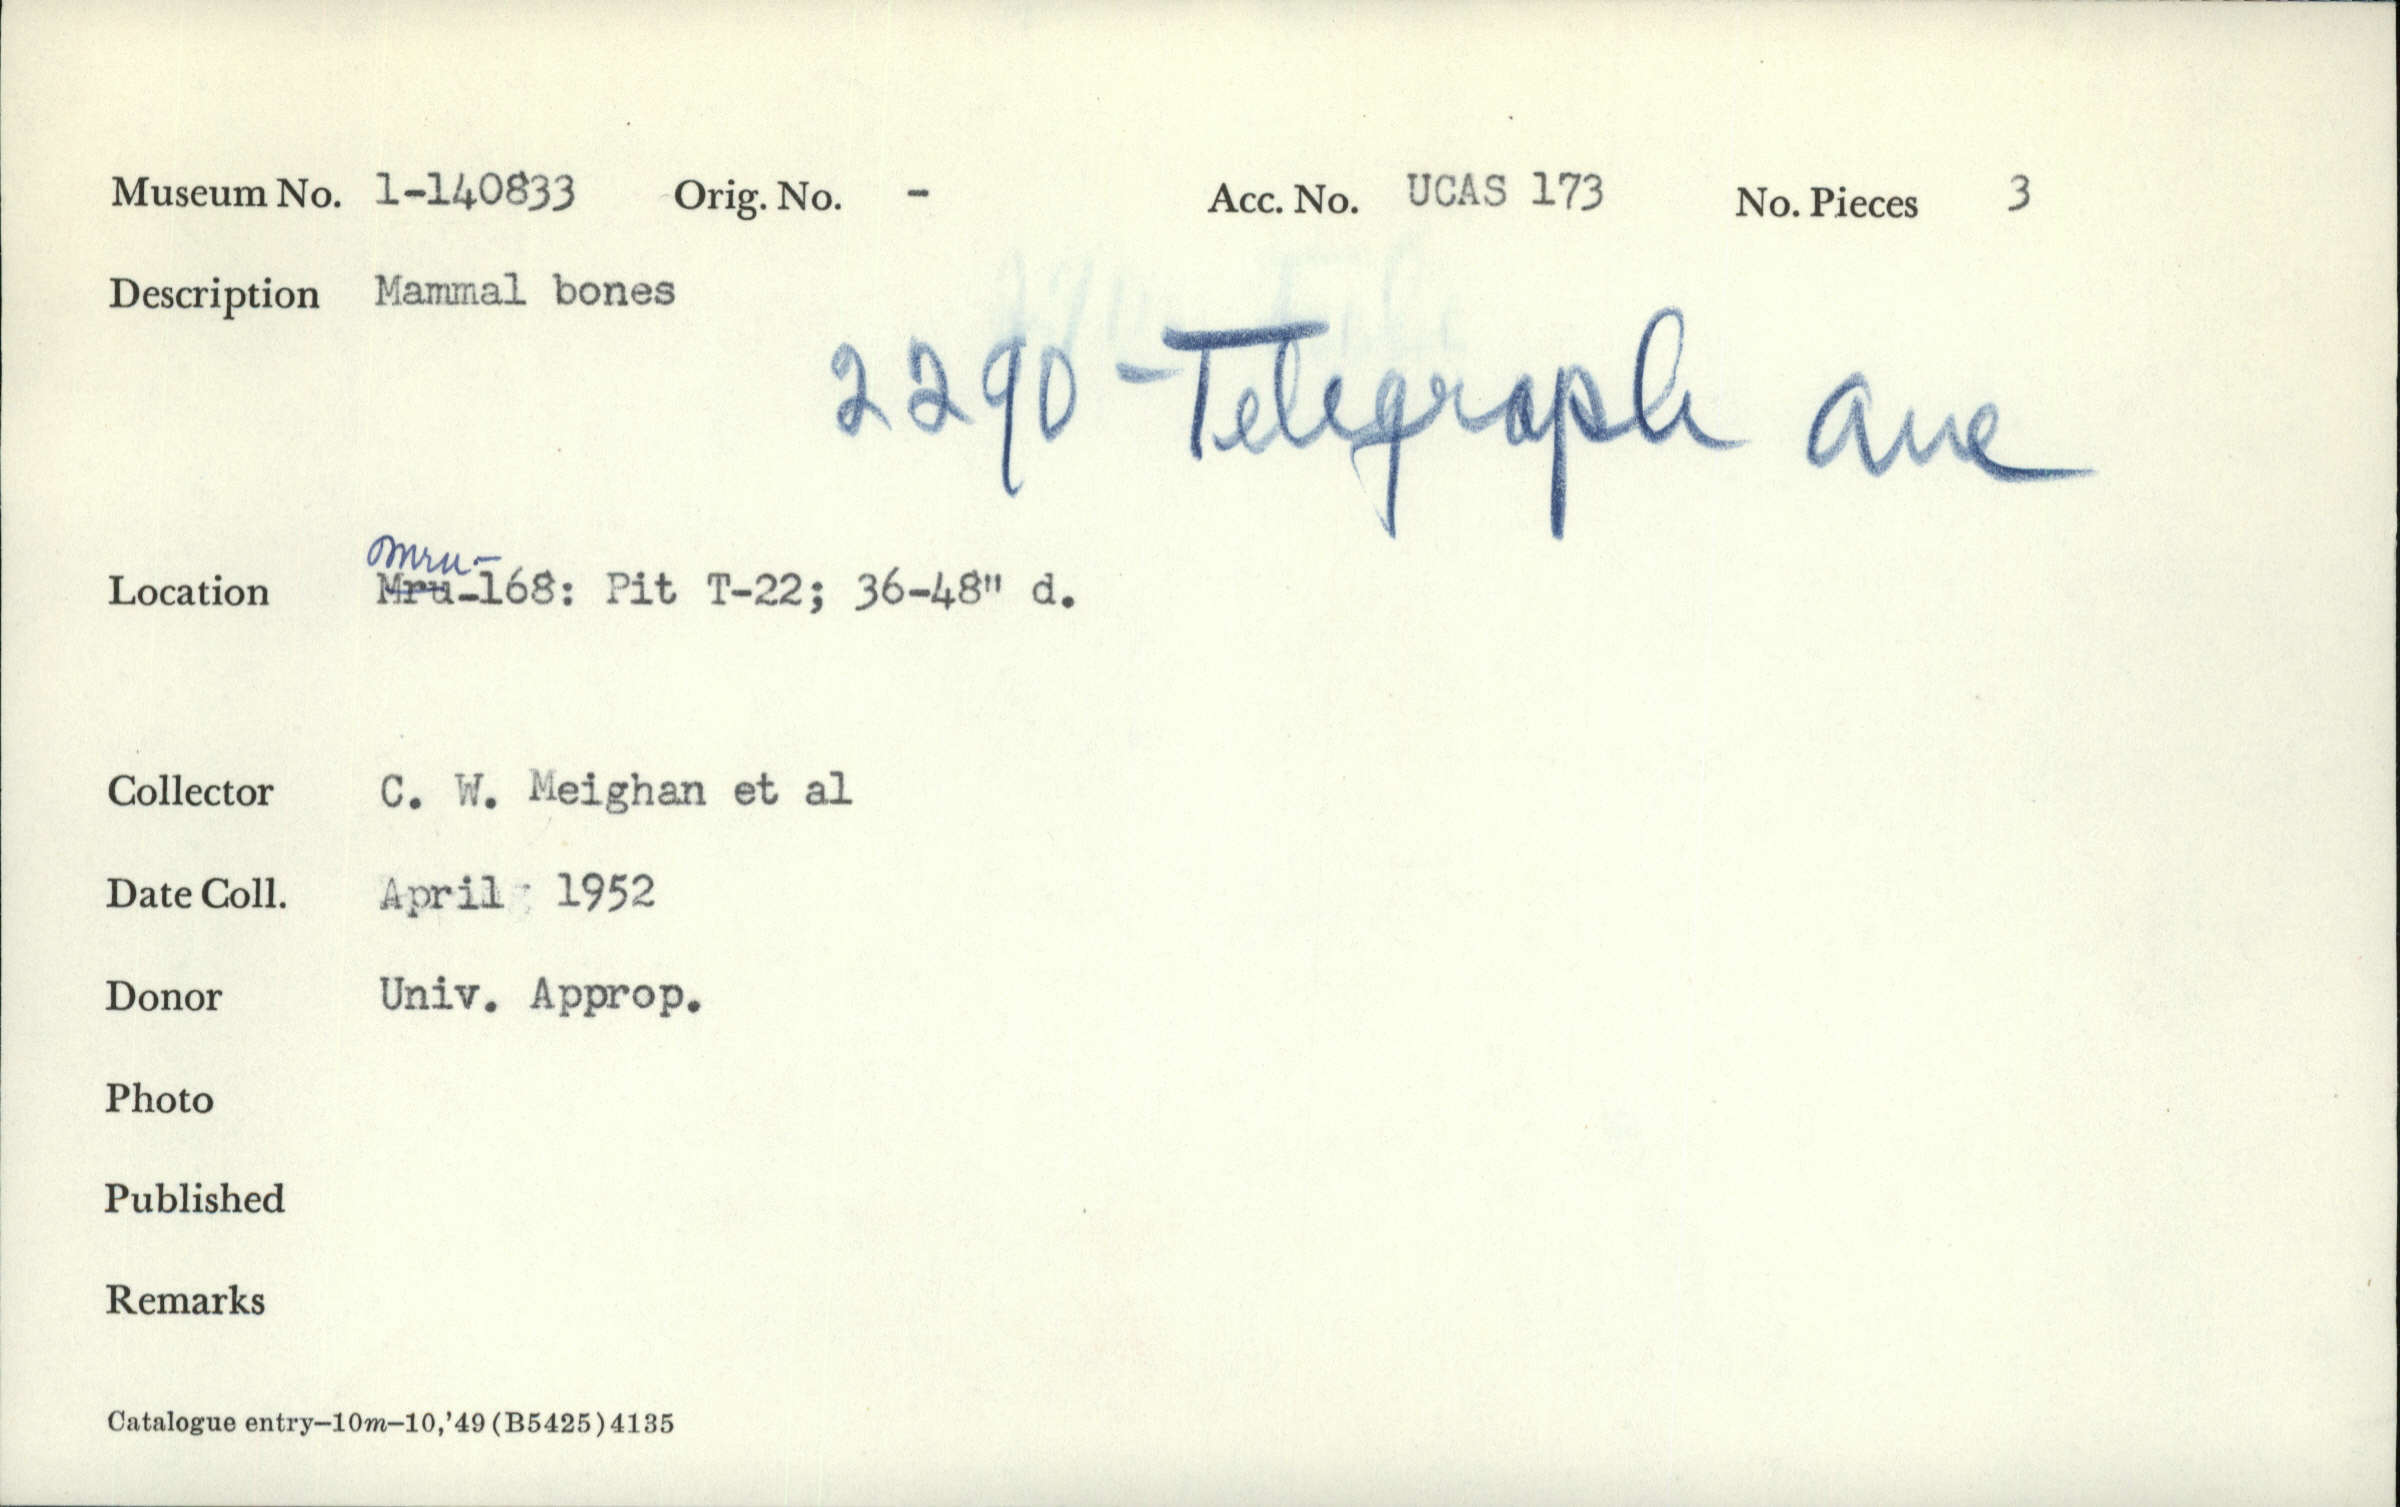 Museum No. 1-140833 Orig. No. - Acc. No. UCAS 173 No. Pieces 3
Description Mammal bones
2290-Telegraph Ave
Mrn-
Location Mru-168: Pit T-22; 36-48" d.
Collector C. W. Meighan et al
Date Coll. April 1952
Donor Univ. Approp.
Photo
Published
Remarks
Catalogue entry—10m—10,'49(B5425)4135